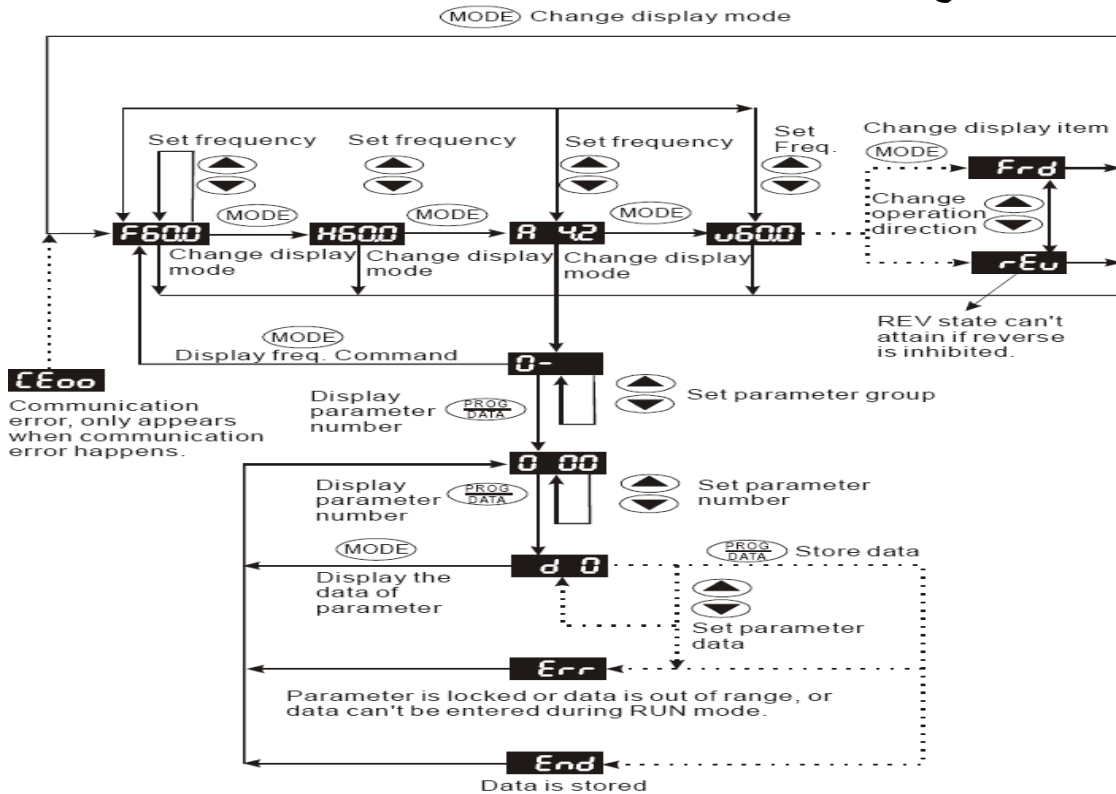 MODE Change display mode
Set frequency
Set frequency
Set frequency
Set
Freq.
Change display item
MODE
Frd
Change
operation
direction
rEv
REV state can't
attain if reverse
is inhibited.
F60.0
MODE
H60.0
MODE
A 4.2
MODE
u60.0
Change display
mode
Change display
mode
Change display
mode
MODE
Display freq. Command
0-
CEoo
Communication
error, only appears
when communication
error happens.
Display
parameter
number
PROG
DATA
Set parameter group
0 00
Display
parameter
number
PROG
DATA
Set parameter
number
MODE
d 0
PROG
DATA
Store data
Display the
data of
parameter
Set parameter
data
Err
Parameter is locked or data is out of range, or
data can't be entered during RUN mode.
End
Data is stored